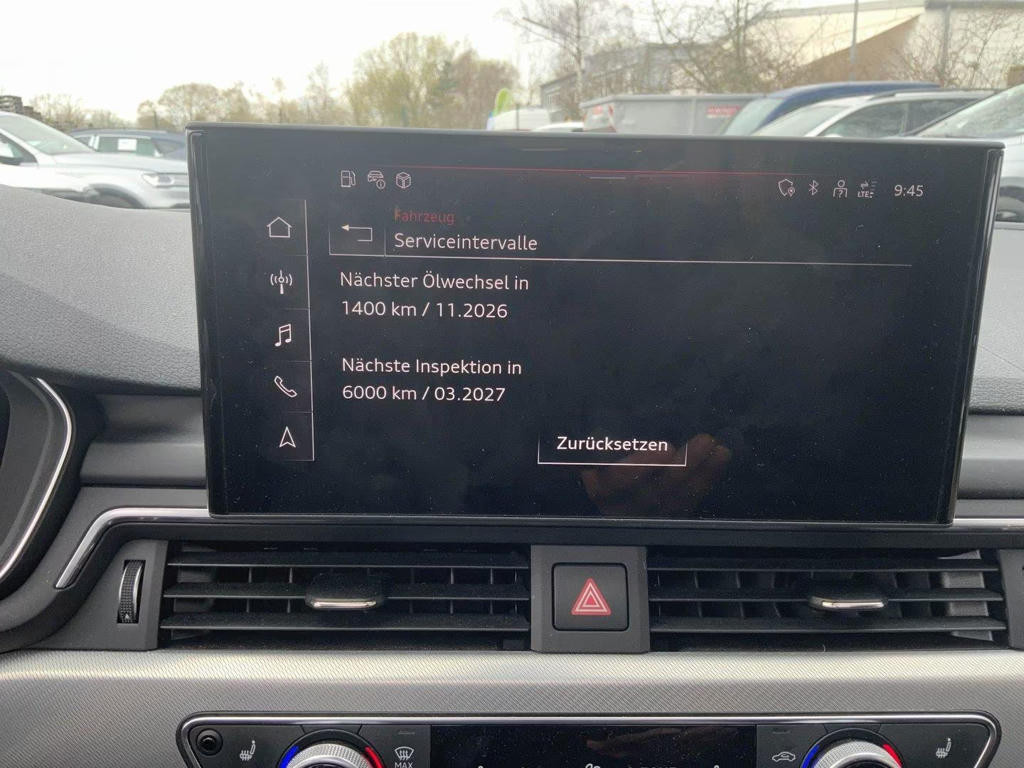 LTE
9:45
Fahrzeug
Serviceintervalle
Nächster Ölwechsel in
1400 km / 11.2026
Nächste Inspektion in
6000 km / 03.2027
Zurücksetzen
MAX